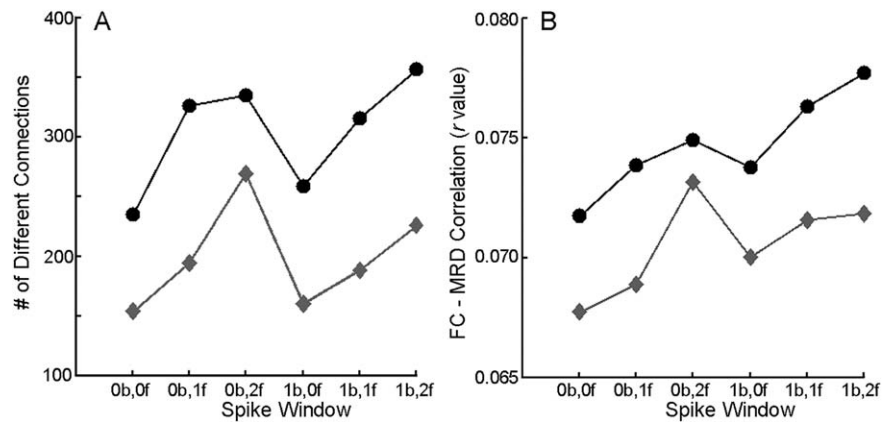 A
# of Different Connections
400
300
200
100
0b,0f 0b,1f 0b,2f 1b,0f 1b,1f 1b,2f
Spike Window
B
FC - MRD Correlation (r value)
0.080
0.075
0.070
0.065
0b,0f 0b,1f 0b,2f 1b,0f 1b,1f 1b,2f
Spike Window